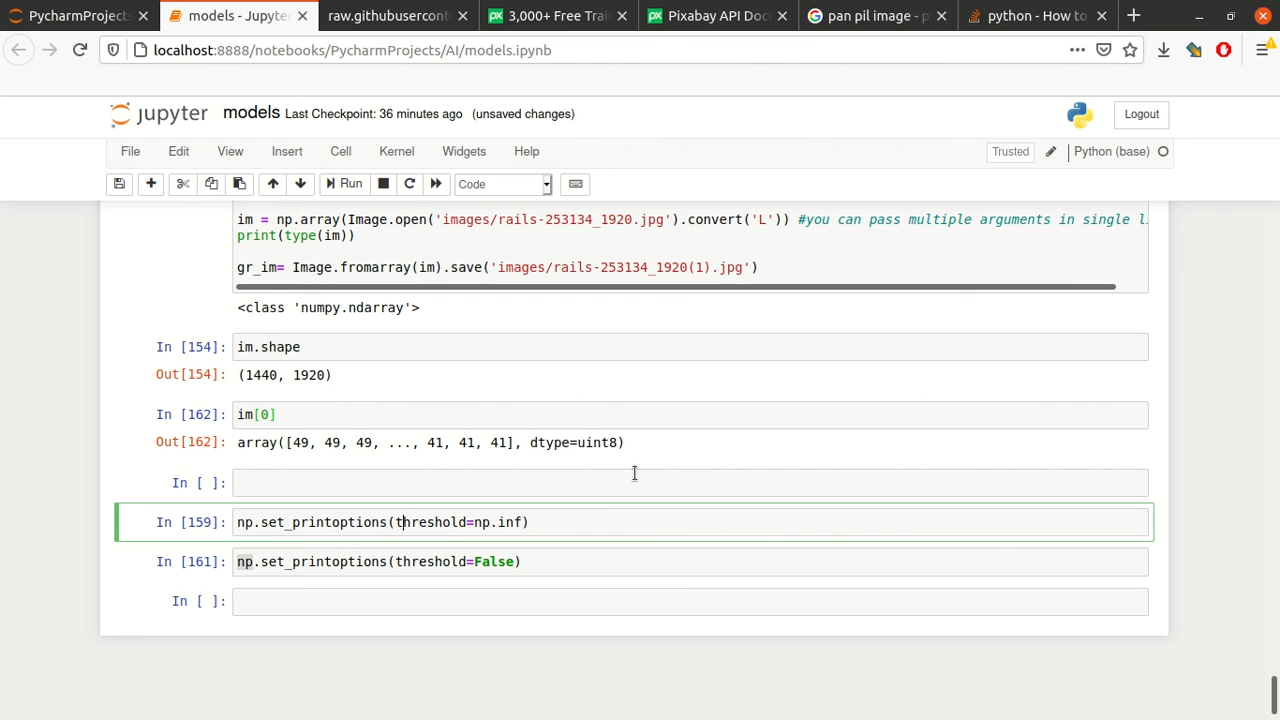 PycharmProjects
models - Jupyter
raw.githubusercont
3,000+ Free Trai
Pixabay API Doc
pan pil image - p
python - How to
localhost:8888/notebooks/PycharmProjects/AI/models.ipynb
jupyter models Last Checkpoint: 36 minutes ago (unsaved changes)
Logout
File Edit View Insert Cell Kernel Widgets Help
Trusted
Python (base)
Run
Code
im = np.array(Image.open('images/rails-253134_1920.jpg').convert('L')) #you can pass multiple arguments in single l
print(type(im))
gr_im= Image.fromarray(im).save('images/rails-253134_1920(1).jpg')
<class 'numpy.ndarray'>
In [154]: im.shape
Out[154]: (1440, 1920)
In [162]: im[0]
Out[162]: array([49, 49, 49, ..., 41, 41, 41], dtype=uint8)
In [ ]:
In [159]: np.set_printoptions(threshold=np.inf)
In [161]: np.set_printoptions(threshold=False)
In [ ]: